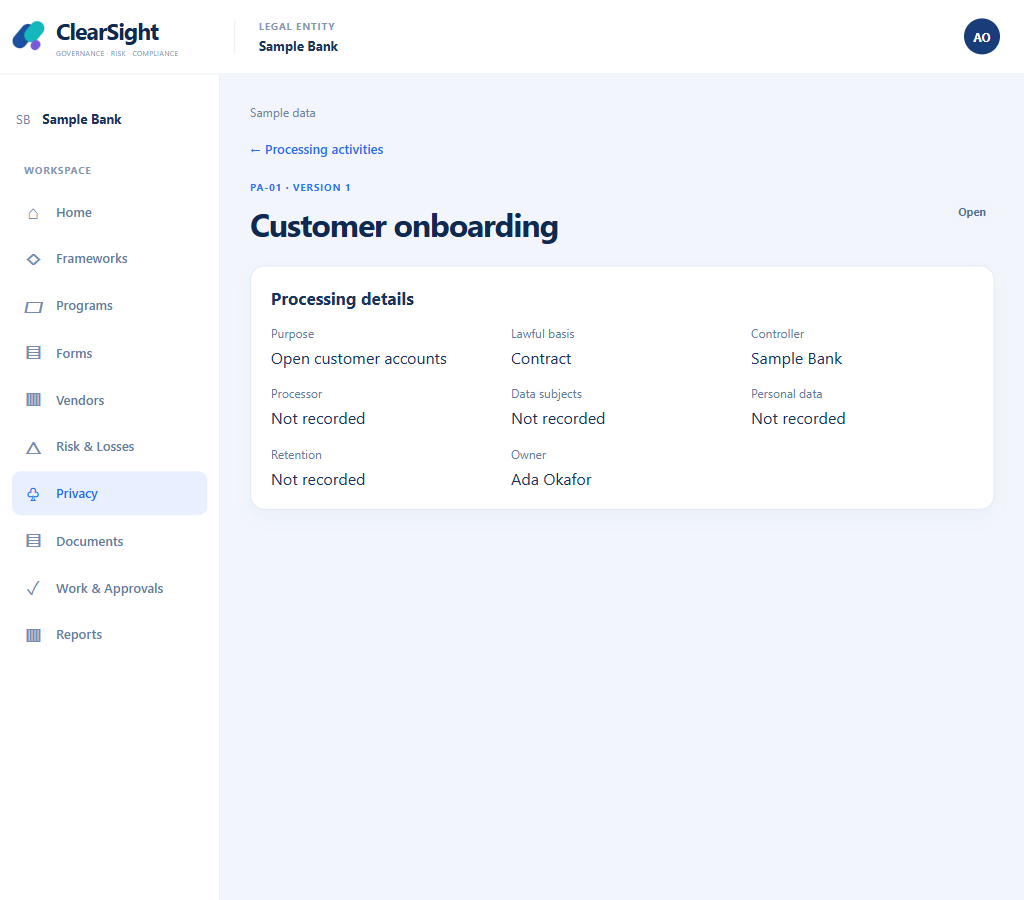 ClearSight
GOVERNANCE · RISK · COMPLIANCE
LEGAL ENTITY
Sample Bank
AO
SB Sample Bank
WORKSPACE
Home
Frameworks
Programs
Forms
Vendors
Risk & Losses
Privacy
Documents
Work & Approvals
Reports
Sample data
← Processing activities
PA-01 · VERSION 1
Customer onboarding
Open
Processing details
Purpose Lawful basis Controller
Open customer accounts Contract Sample Bank
Processor Data subjects Personal data
Not recorded Not recorded Not recorded
Retention Owner
Not recorded Ada Okafor